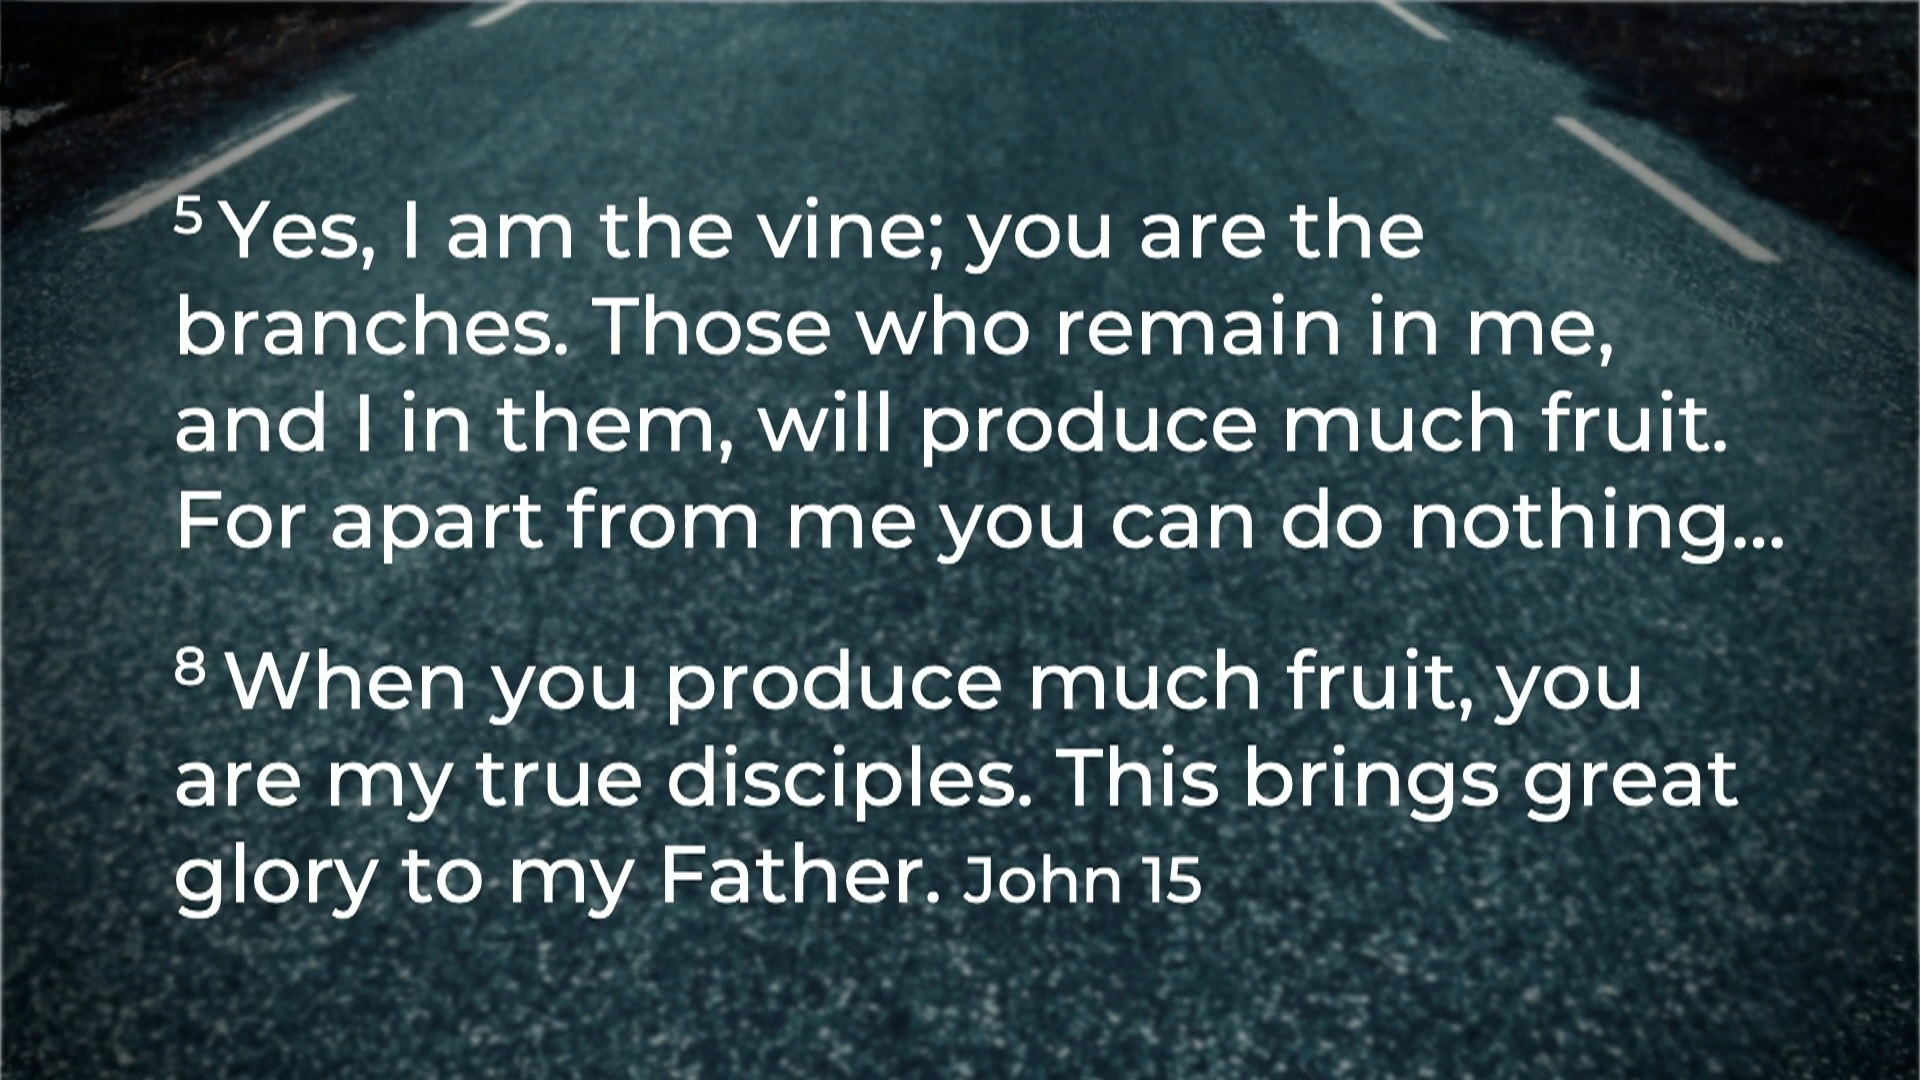 5 Yes, I am the vine; you are the
branches. Those who remain in me,
and I in them, will produce much fruit.
For apart from me you can do nothing...
8 When you produce much fruit, you
are my true disciples. This brings great
glory to my Father. John 15